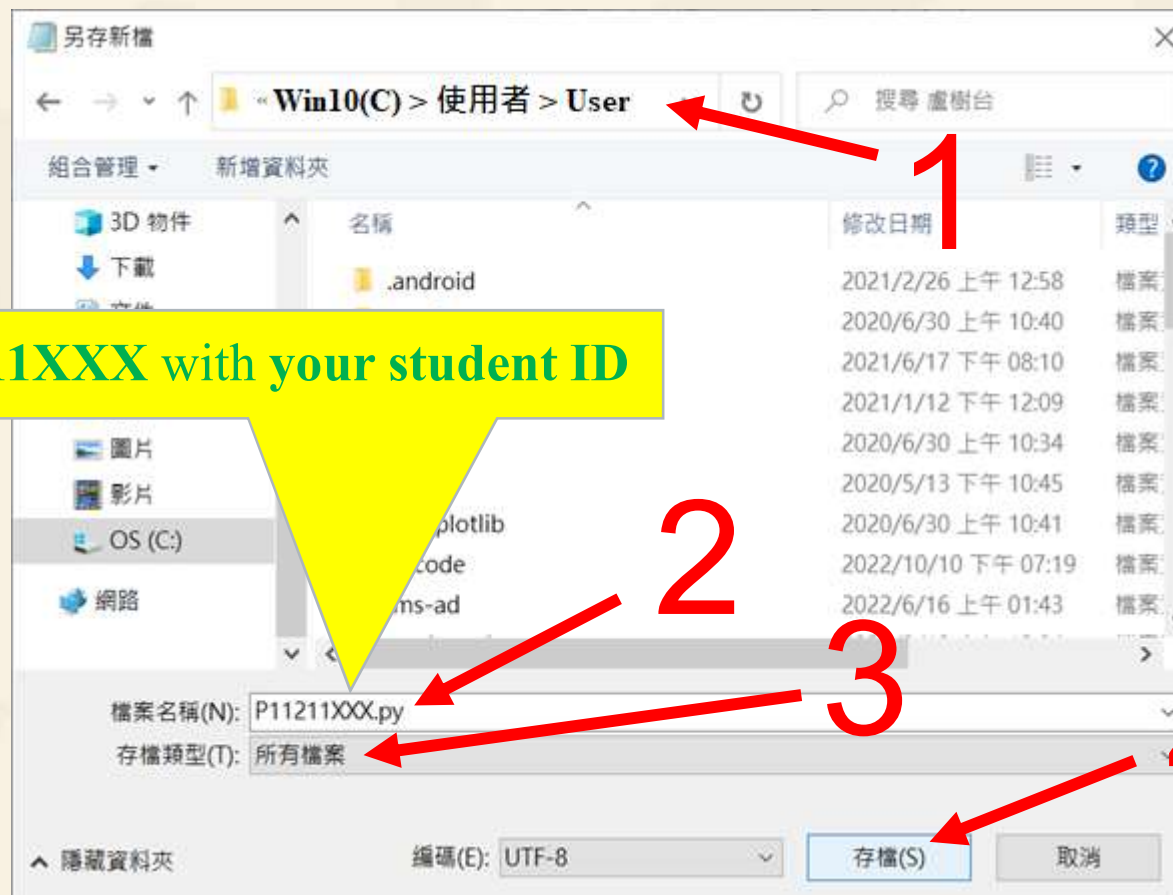 另存新檔
« Win10(C) > 使用者 > User
搜尋 盧樹台
1
組合管理
新增資料夾
3D 物件
下載
圖片
影片
OS (C:)
網路
名稱
修改日期
類型
.android
2021/2/26 上午 12:58
檔案
2020/6/30 上午 10:40
檔案
2021/6/17 下午 08:10
檔案
2021/1/12 下午 12:09
檔案
2020/6/30 上午 10:34
檔案
2020/5/13 下午 10:45
檔案
plotlib
2020/6/30 上午 10:41
檔案
code
2022/10/10 下午 07:19
檔案
ms-ad
2022/6/16 上午 01:43
檔案
11XXX with your student ID
2
3
檔案名稱(N): P11211XXX.py
存檔類型(T): 所有檔案
隱藏資料夾
編碼(E): UTF-8
存檔(S)
取消